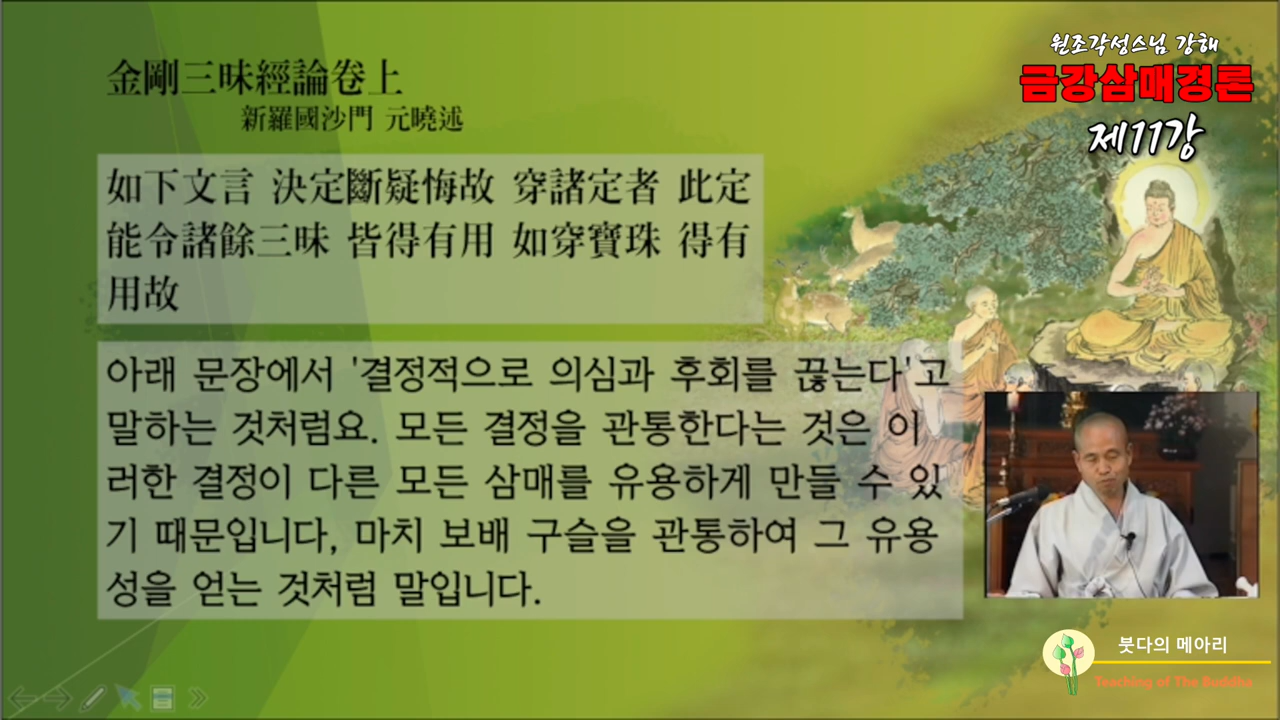 金剛三昧經論卷上
新羅國沙門 元曉述
원조각성스님 강해
금강삼매경론
제11강
如下文言 決定斷疑悔故 穿諸定者 此定
能令諸餘三昧 皆得有用 如穿寶珠 得有
用故
아래 문장에서 '결정적으로 의심과 후회를 끊는다'고
말하는 것처럼요. 모든 결정을 관통한다는 것은 이
러한 결정이 다른 모든 삼매를 유용하게 만들 수 있
기 때문입니다, 마치 보배 구슬을 관통하여 그 유용
성을 얻는 것처럼 말입니다.
붓다의 메아리
Teaching of The Buddha